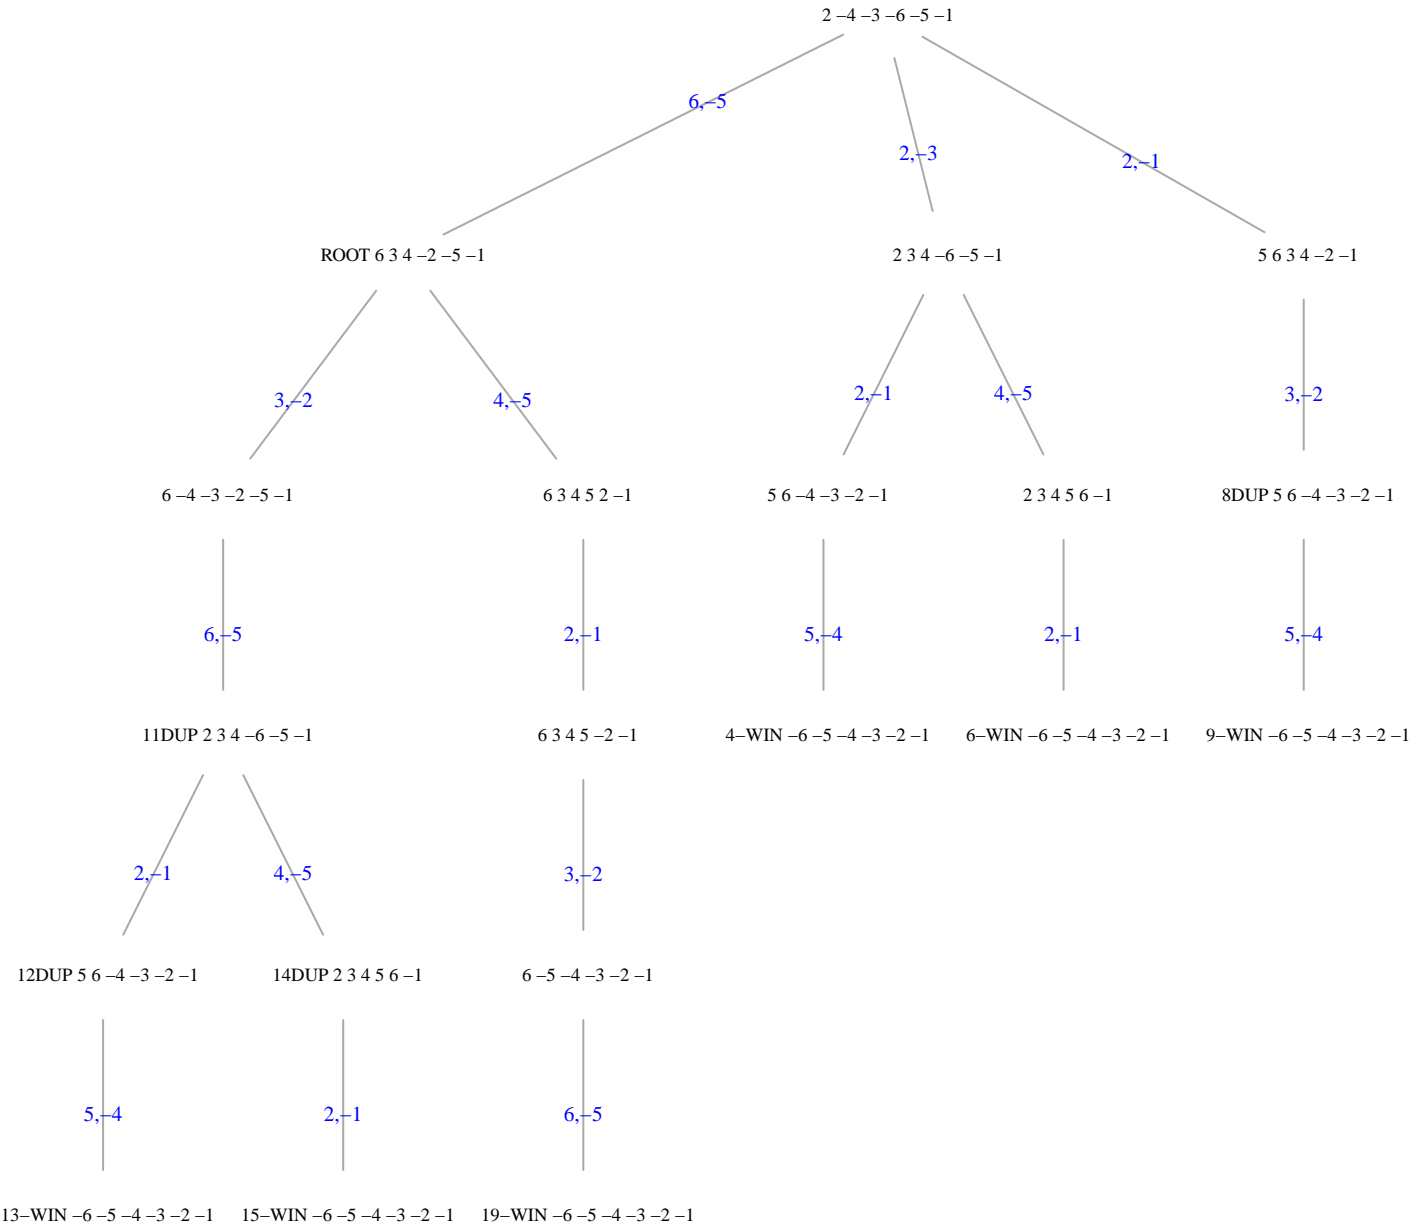 2 –4 –3 –6 –5 –1
6,–5
2,–3
2,–1
ROOT 6 3 4 –2 –5 –1
2 3 4 –6 –5 –1
5 6 3 4 –2 –1
3,–2
4,–5
2,–1
4,–5
3,–2
6 –4 –3 –2 –5 –1
6 3 4 5 2 –1
5 6 –4 –3 –2 –1
2 3 4 5 6 –1
8DUP 5 6 –4 –3 –2 –1
6,–5
2,–1
5,–4
2,–1
5,–4
11DUP 2 3 4 –6 –5 –1
6 3 4 5 –2 –1
4–WIN –6 –5 –4 –3 –2 –1
6–WIN –6 –5 –4 –3 –2 –1
9–WIN –6 –5 –4 –3 –2 –1
2,–1
4,–5
3,–2
12DUP 5 6 –4 –3 –2 –1
14DUP 2 3 4 5 6 –1
6 –5 –4 –3 –2 –1
5,–4
2,–1
6,–5
13–WIN –6 –5 –4 –3 –2 –1
15–WIN –6 –5 –4 –3 –2 –1
19–WIN –6 –5 –4 –3 –2 –1